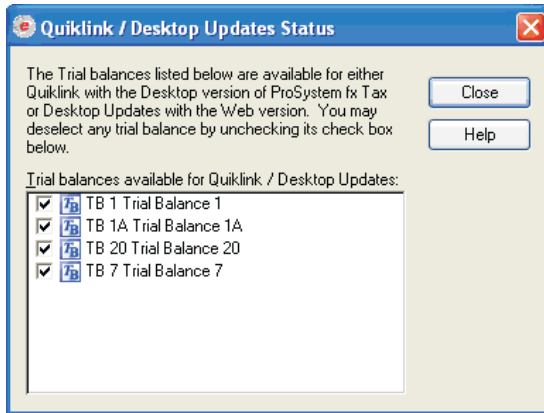 Quiklink / Desktop Updates Status
The Trial balances listed below are available for either
Quiklink with the Desktop version of ProSystem fx Tax
or Desktop Updates with the Web version. You may
deselect any trial balance by unchecking its check box
below.
Close
Help
Trial balances available for Quiklink / Desktop Updates:
TB 1 Trial Balance 1
TB 1A Trial Balance 1A
TB 20 Trial Balance 20
TB 7 Trial Balance 7